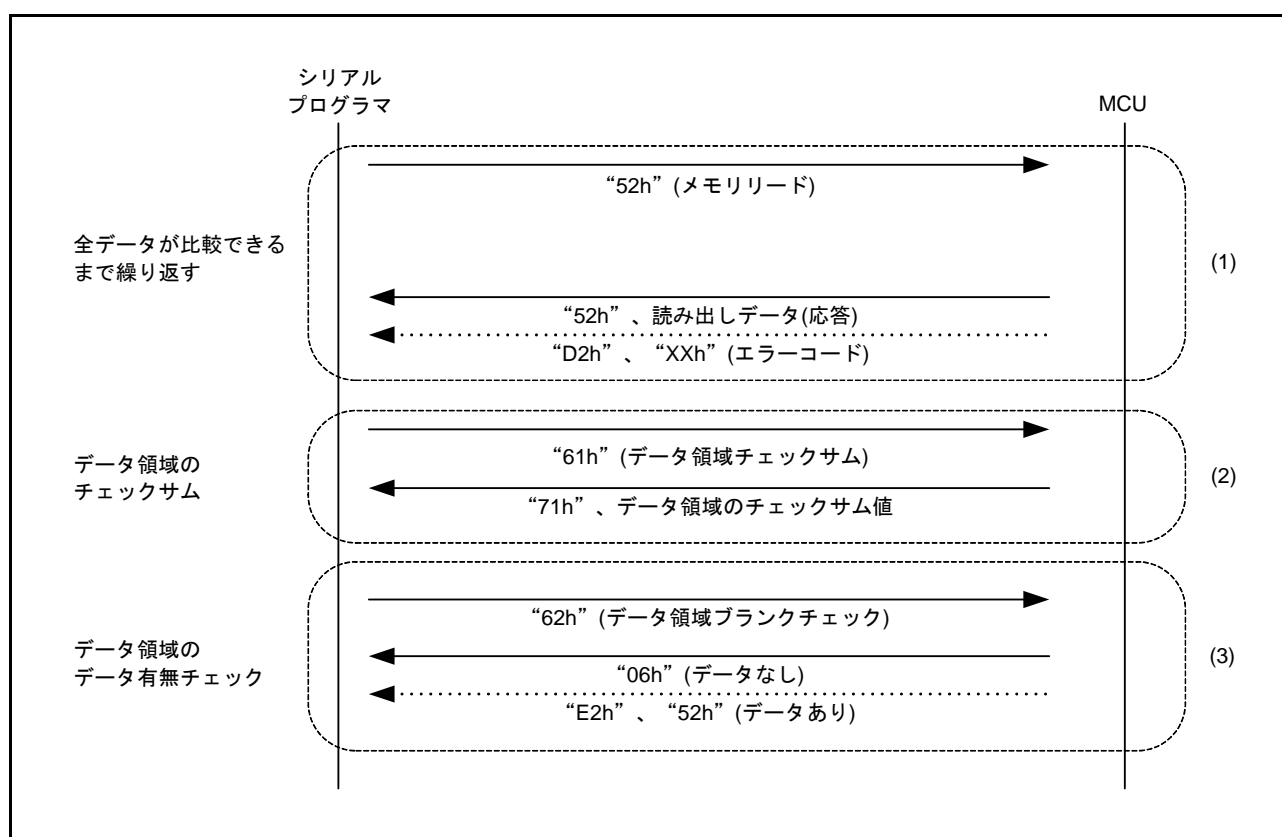 シリアル
プログラマ
MCU
“52h” (メモリリード)
全データが比較できる
まで繰り返す
(1)
“52h” 、読み出しデータ(応答)
“D2h” 、 “XXh” (エラーコード)
“61h” (データ領域チェックサム)
データ領域の
チェックサム
(2)
“71h” 、データ領域のチェックサム値
“62h” (データ領域ブランクチェック)
データ領域の
データ有無チェック
(3)
“06h” (データなし)
“E2h” 、 “52h” (データあり)